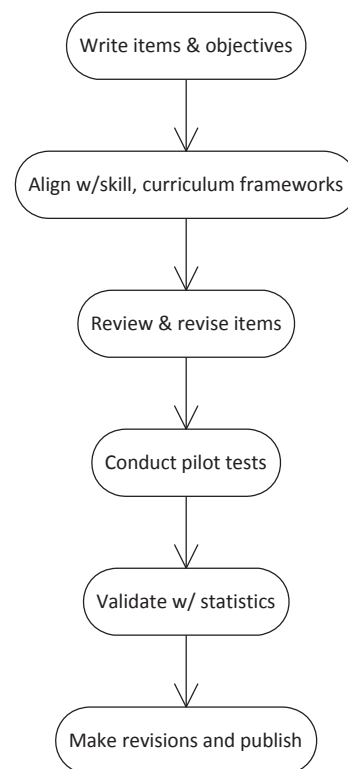 Write items & objectives
Align w/skill, curriculum frameworks
Review & revise items
Conduct pilot tests
Validate w/ statistics
Make revisions and publish